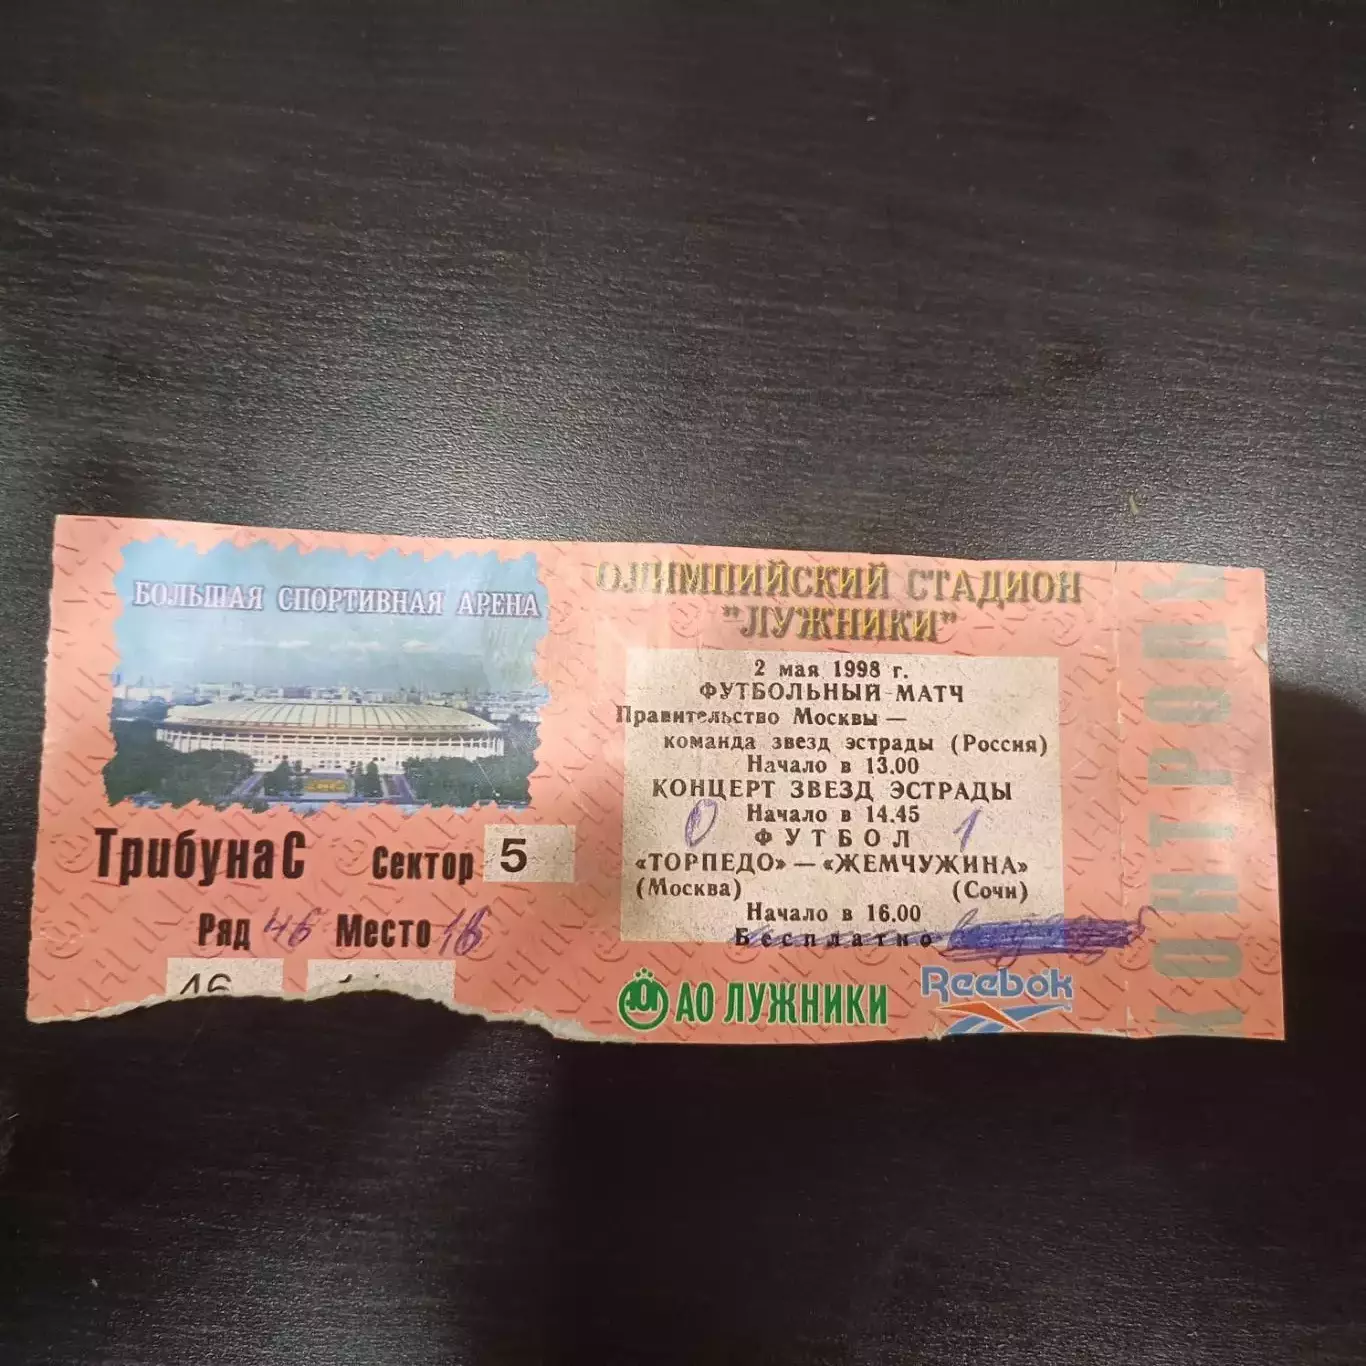 БОЛЬШАЯ СПОРТИВНАЯ АРЕНА
Трибуна С Сектор 5
Ряд 46 Место 18
46
ОЛИМПИЙСКИЙ СТАДИОН
"ЛУЖНИКИ"
2 мая 1998 г.
ФУТБОЛЬНЫЙ МАТЧ
Правительство Москвы —
команда звезд эстрады (Россия)
Начало в 13.00
КОНЦЕРТ ЗВЕЗД ЭСТРАДЫ
Начало в 14.45
0 ФУТБОЛ 1
«ТОРПЕДО» — «ЖЕМЧУЖИНА»
(Москва) (Сочи)
Начало в 16.00
Бесплатно
АО ЛУЖНИКИ
Reebok
КОНТРОЛЬ